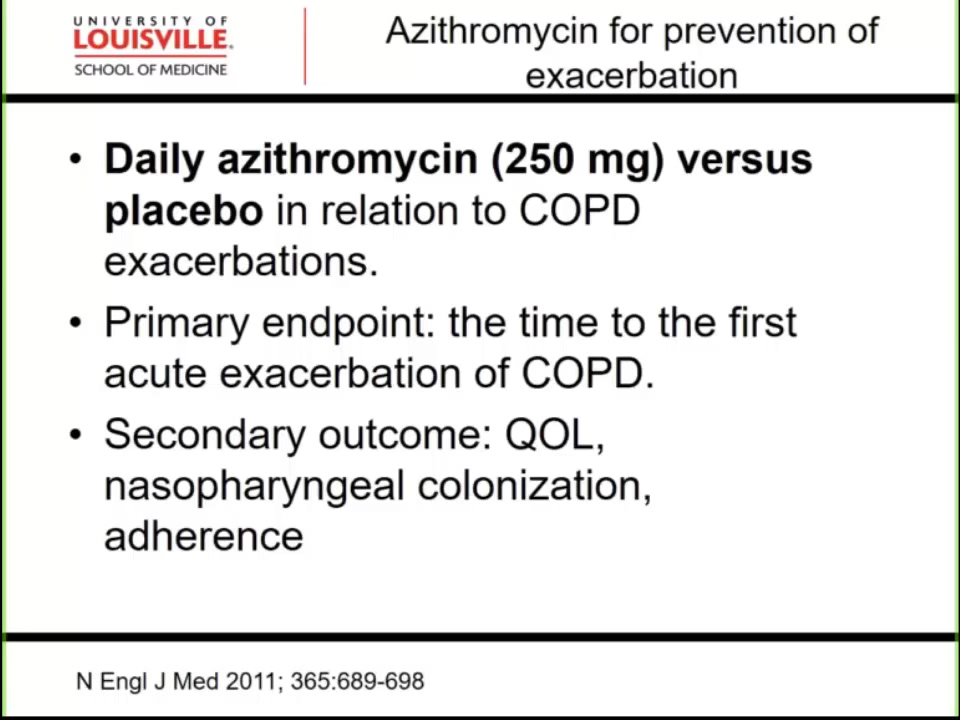 UNIVERSITY OF
LOUISVILLE.
SCHOOL OF MEDICINE
Azithromycin for prevention of
exacerbation
• Daily azithromycin (250 mg) versus
placebo in relation to COPD
exacerbations.
• Primary endpoint: the time to the first
acute exacerbation of COPD.
• Secondary outcome: QOL,
nasopharyngeal colonization,
adherence
N Engl J Med 2011; 365:689-698